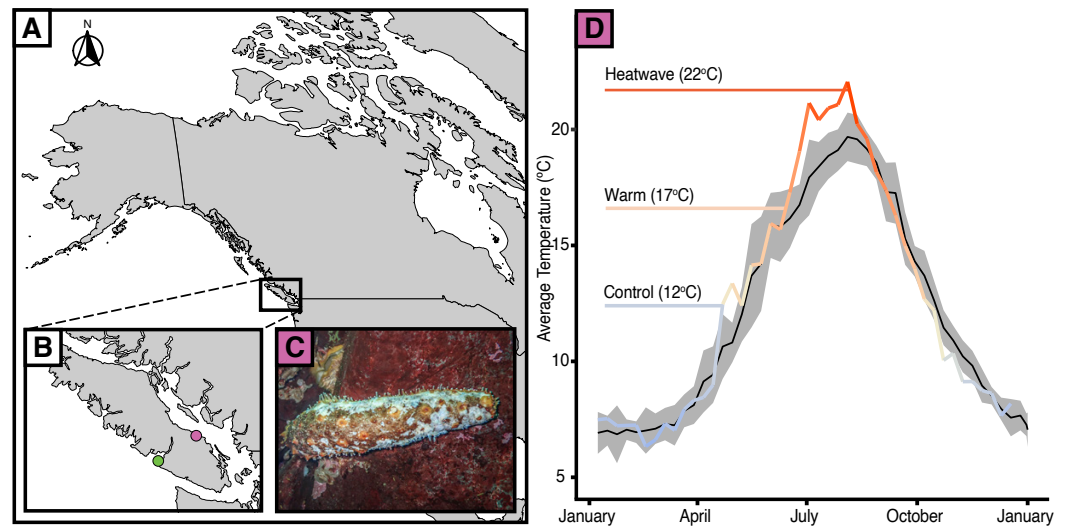 A
N
B
C
D
Heatwave (22°C)
Warm (17°C)
Control (12°C)
Average Temperature (°C)
20
15
10
5
January April July October January